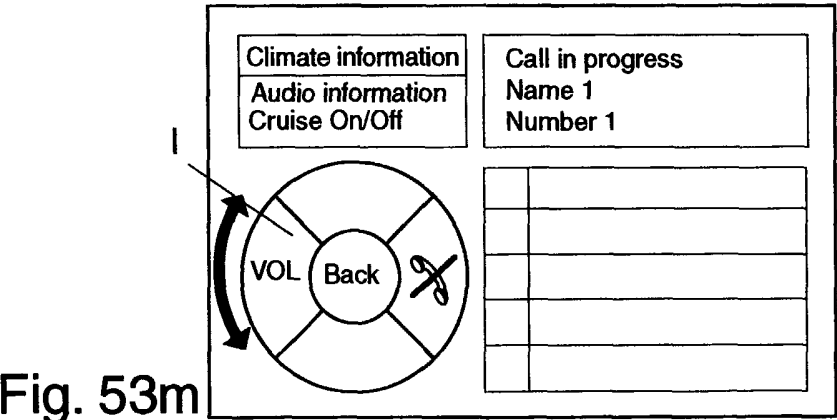 Climate information
Audio information
Cruise On/Off
Call in progress
Name 1
Number 1
I
VOL
Back
Fig. 53m